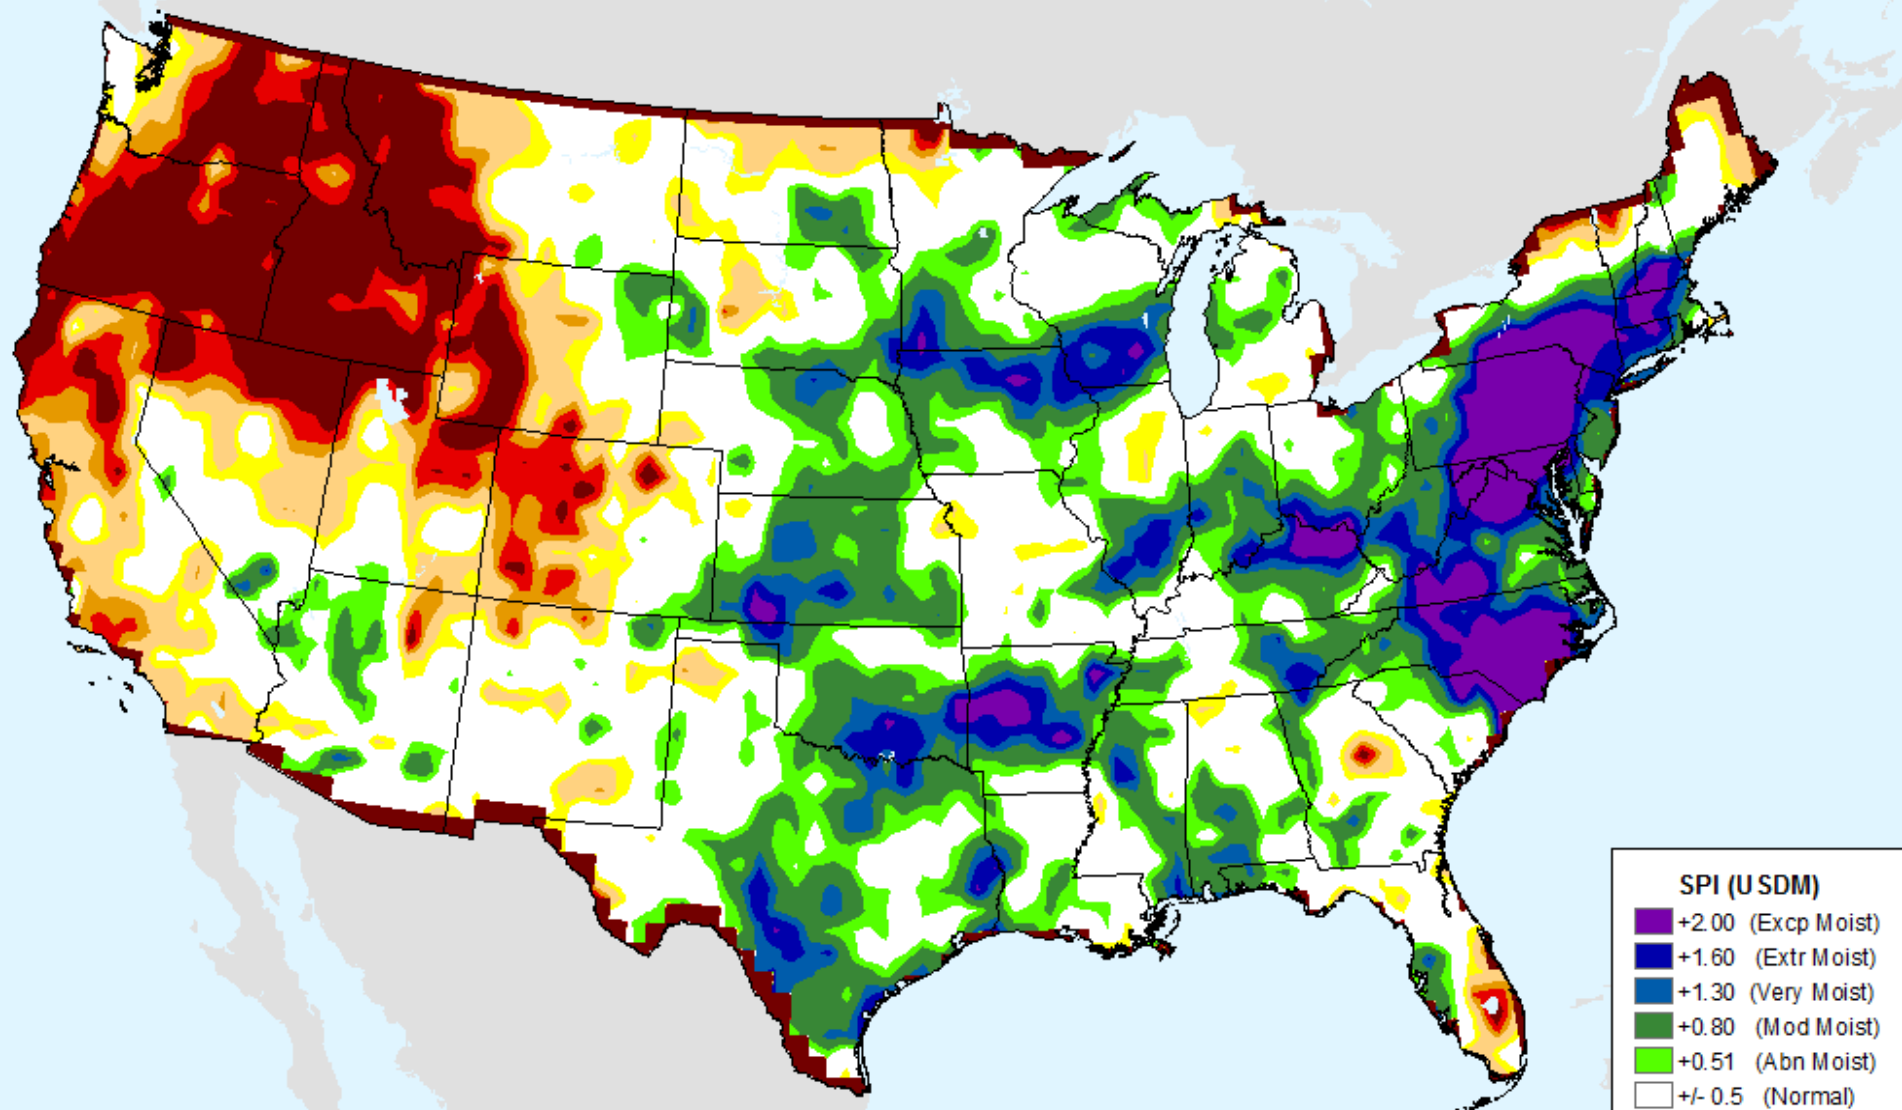 SPI (USDM)
+2.00 (Excp Moist)
+1.60 (Extr Moist)
+1.30 (Very Moist)
+0.80 (Mod Moist)
+0.51 (Abn Moist)
+/- 0.5 (Normal)